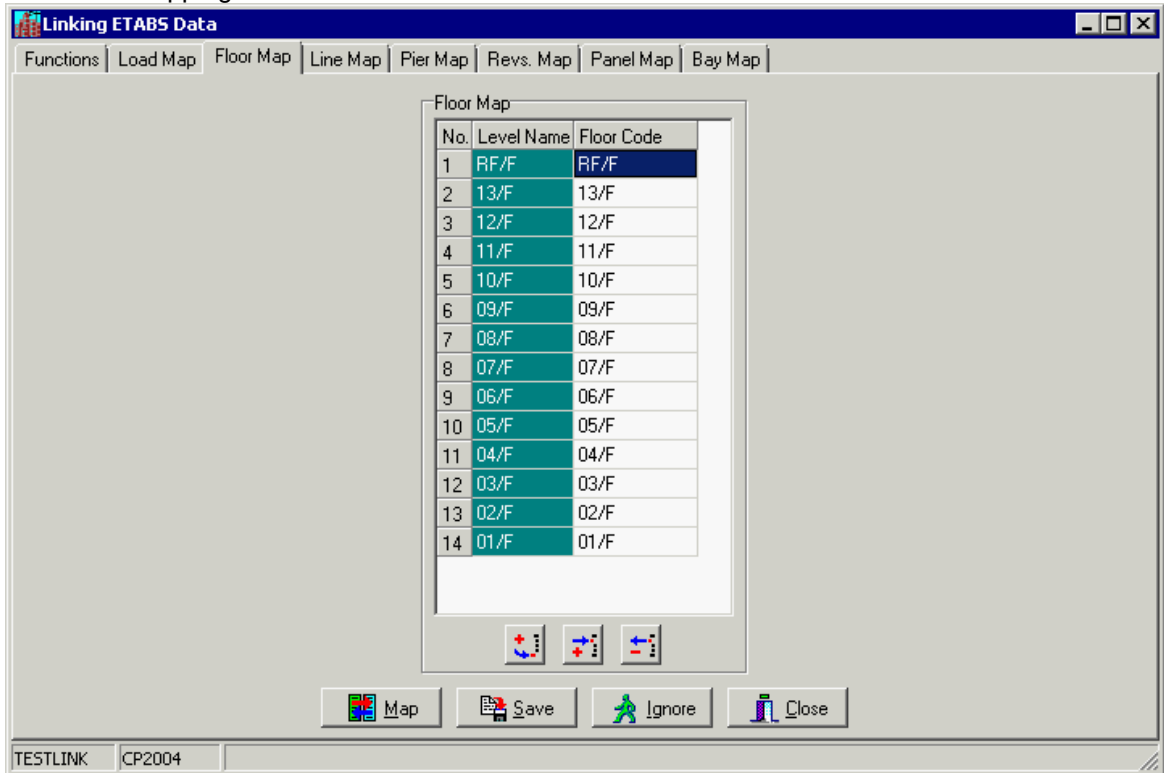 Linking ETABS Data
Functions Load Map Floor Map Line Map Pier Map Revs. Map Panel Map Bay Map
Floor Map
No. Level Name Floor Code
1 RF/F RF/F
2 13/F 13/F
3 12/F 12/F
4 11/F 11/F
5 10/F 10/F
6 09/F 09/F
7 08/F 08/F
8 07/F 07/F
9 06/F 06/F
10 05/F 05/F
11 04/F 04/F
12 03/F 03/F
13 02/F 02/F
14 01/F 01/F
Map Save Ignore Close
TESTLINK CP2004